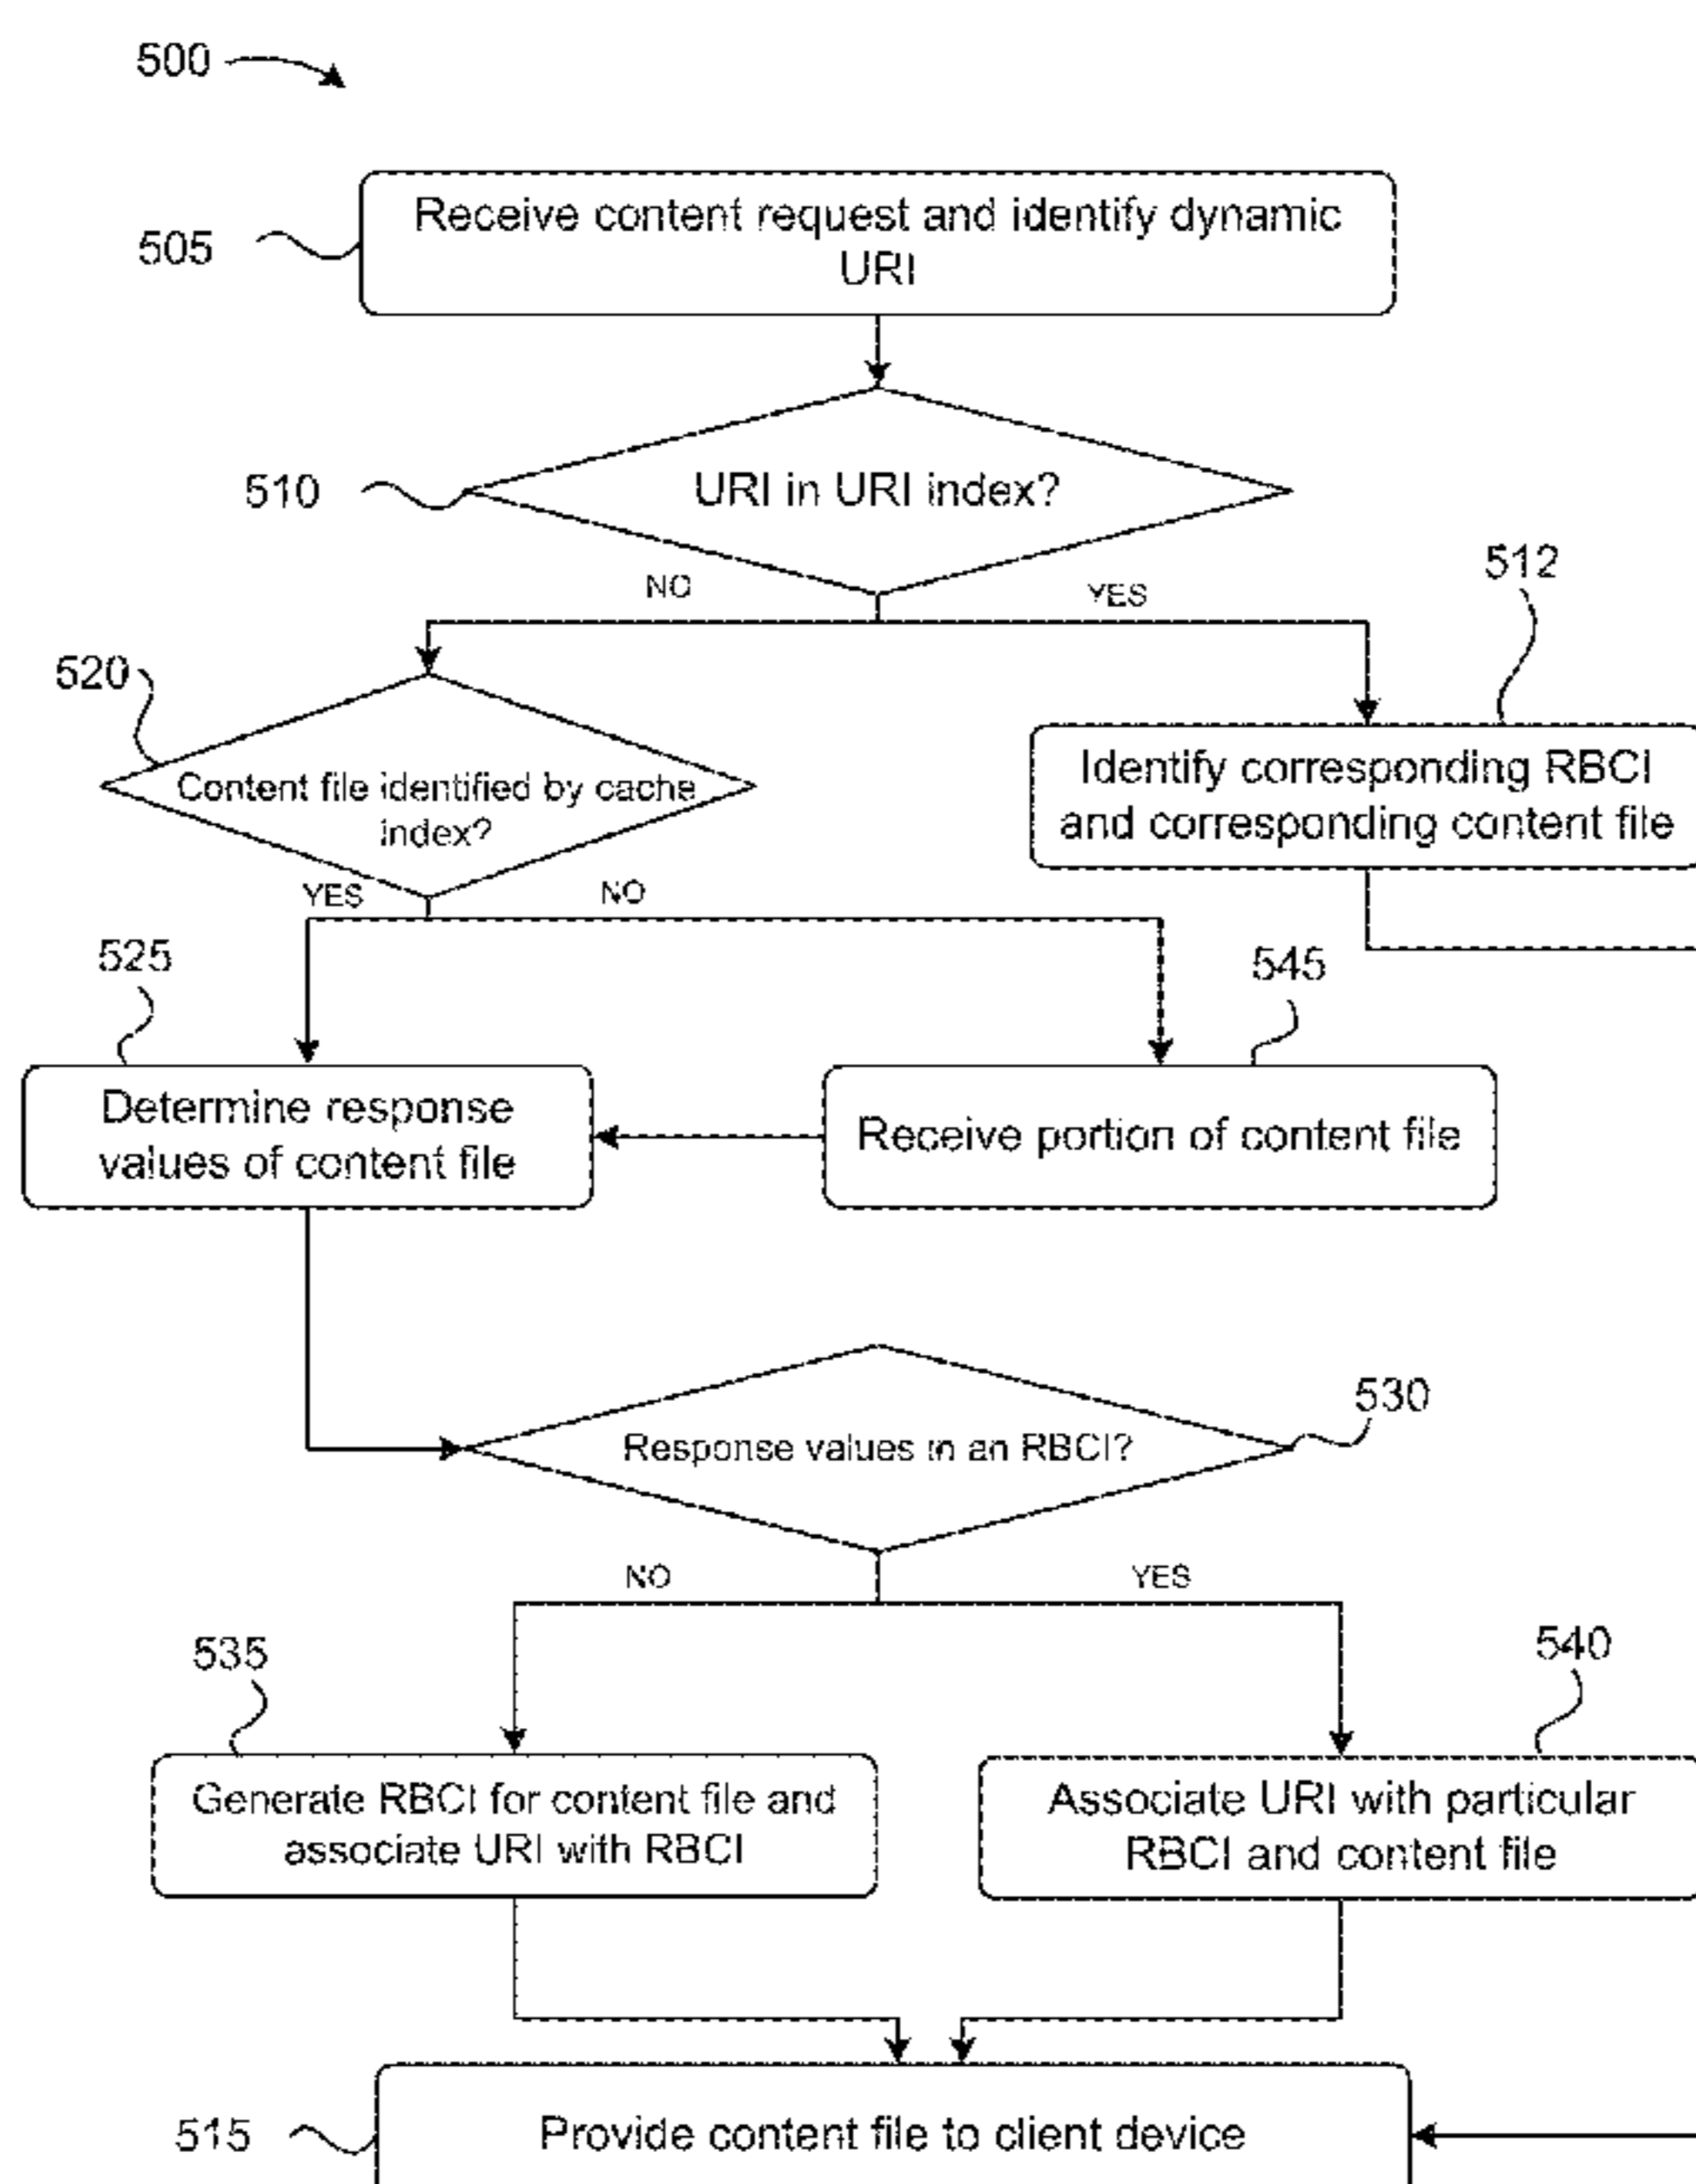 500
505
Receive content request and identify dynamic
URI
510
URI in URI index?
NO
YES
512
520
Content file identified by cache
index?
Identify corresponding RBCI
and corresponding content file
YES
NO
525
545
Determine response
values of content file
Receive portion of content file
530
Response values in an RBCI?
NO
YES
535
540
Generate RBCI for content file and
associate URI with RBCI
Associate URI with particular
RBCI and content file
515
Provide content file to client device